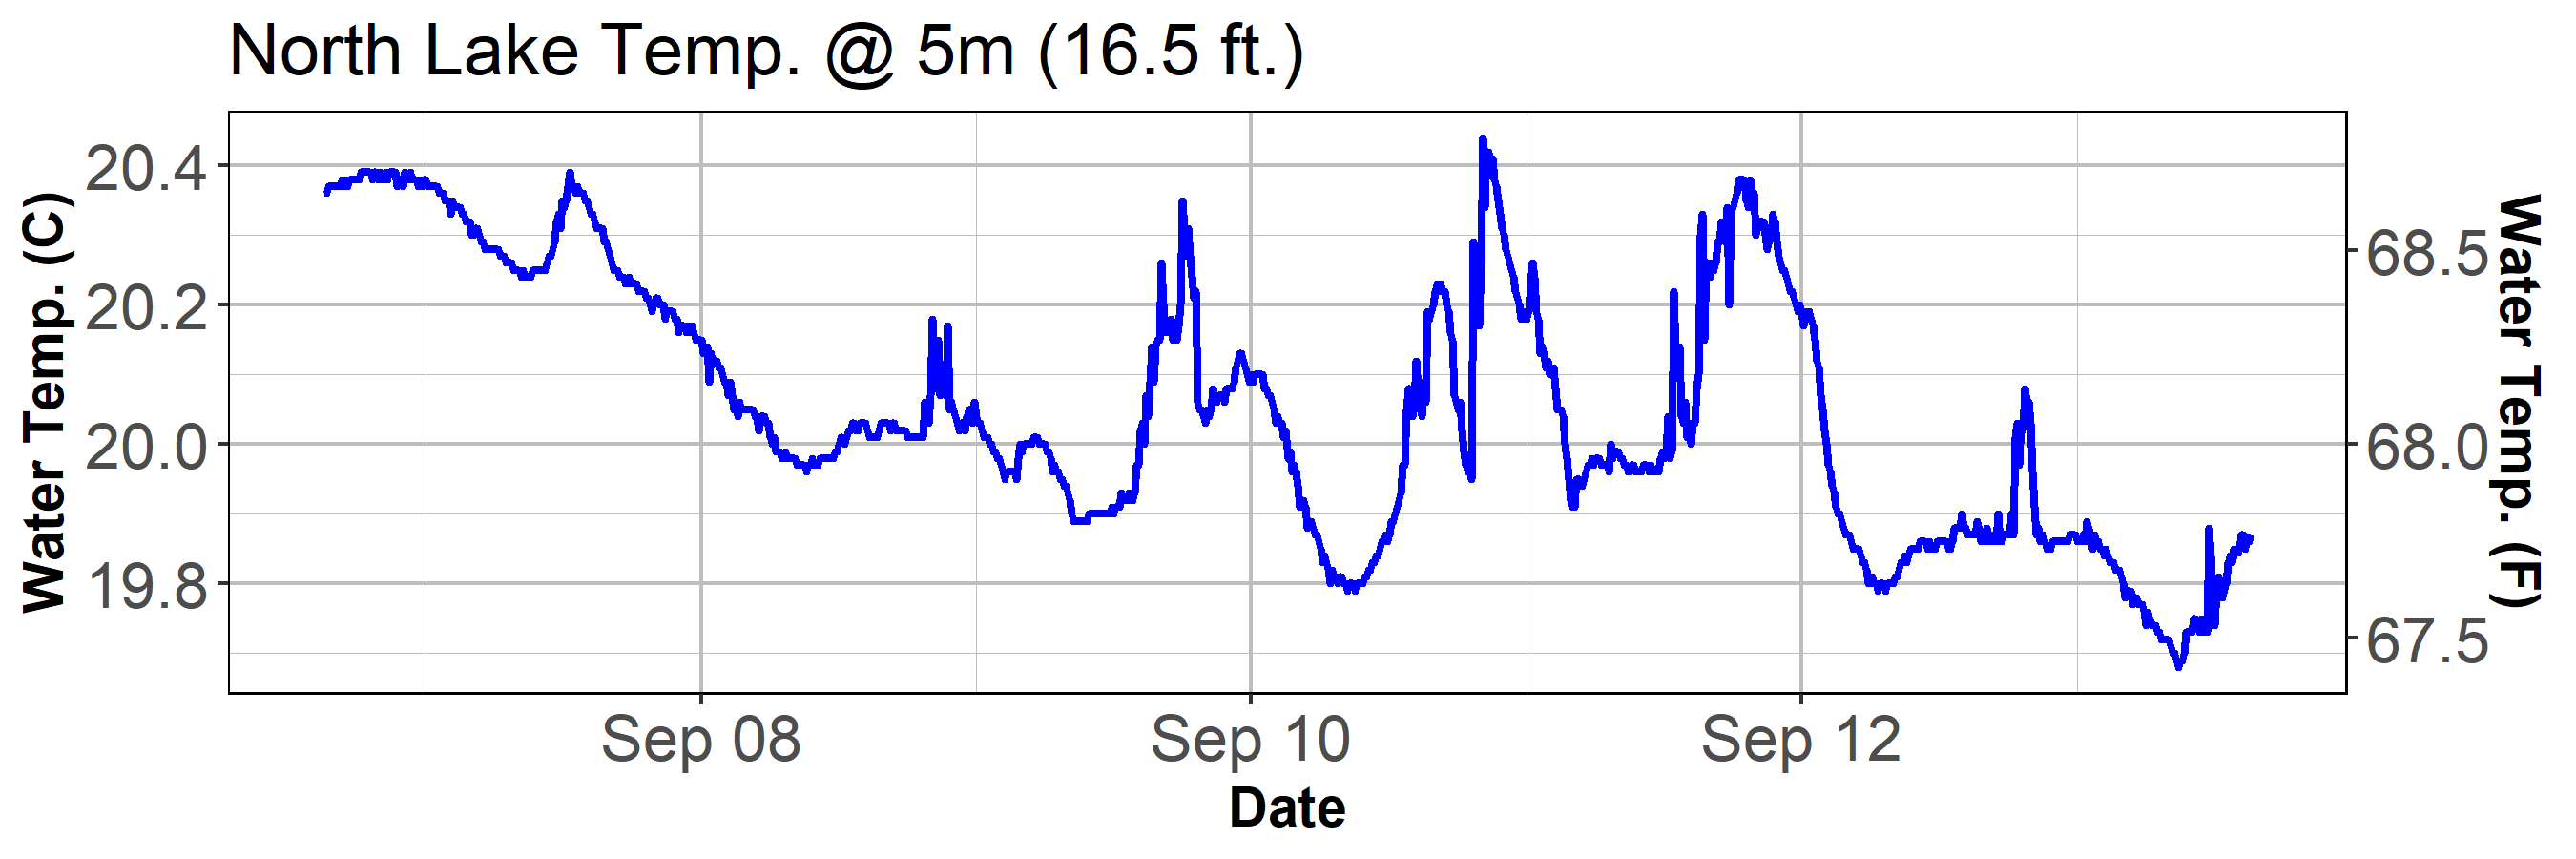 North Lake Temp. @ 5m (16.5 ft.)
Water Temp. (C)
20.4
20.2
20.0
19.8
68.5
68.0
67.5
Water Temp. (F)
Sep 08
Sep 10
Sep 12
Date